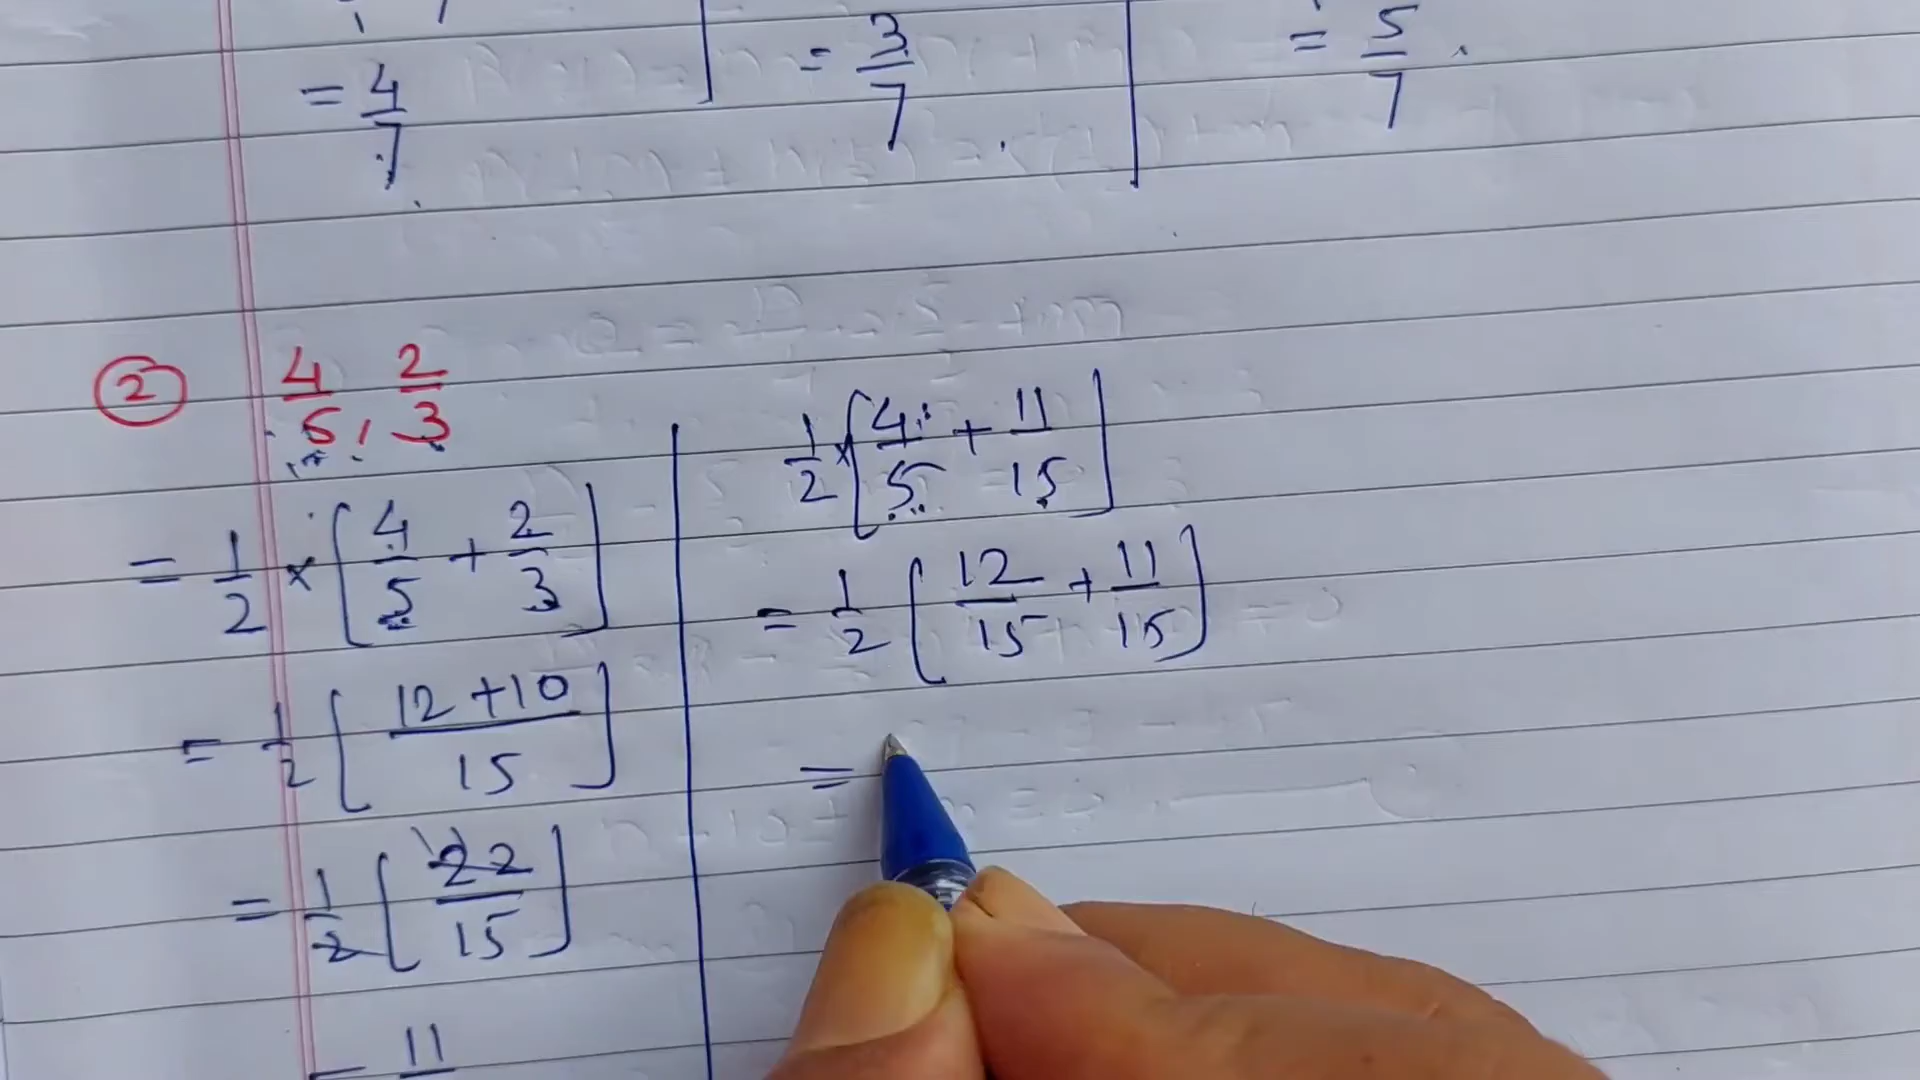 = 4/7
= 3/7
= 5/7
② 4/5, 2/3
= 1/2 × [4/5 + 2/3]
= 1/2 [12+10/15]
= 1/2 [22/15] 11
= 11
1/2 × [4/5 + 11/15]
= 1/2 [12/15 + 11/15]
=